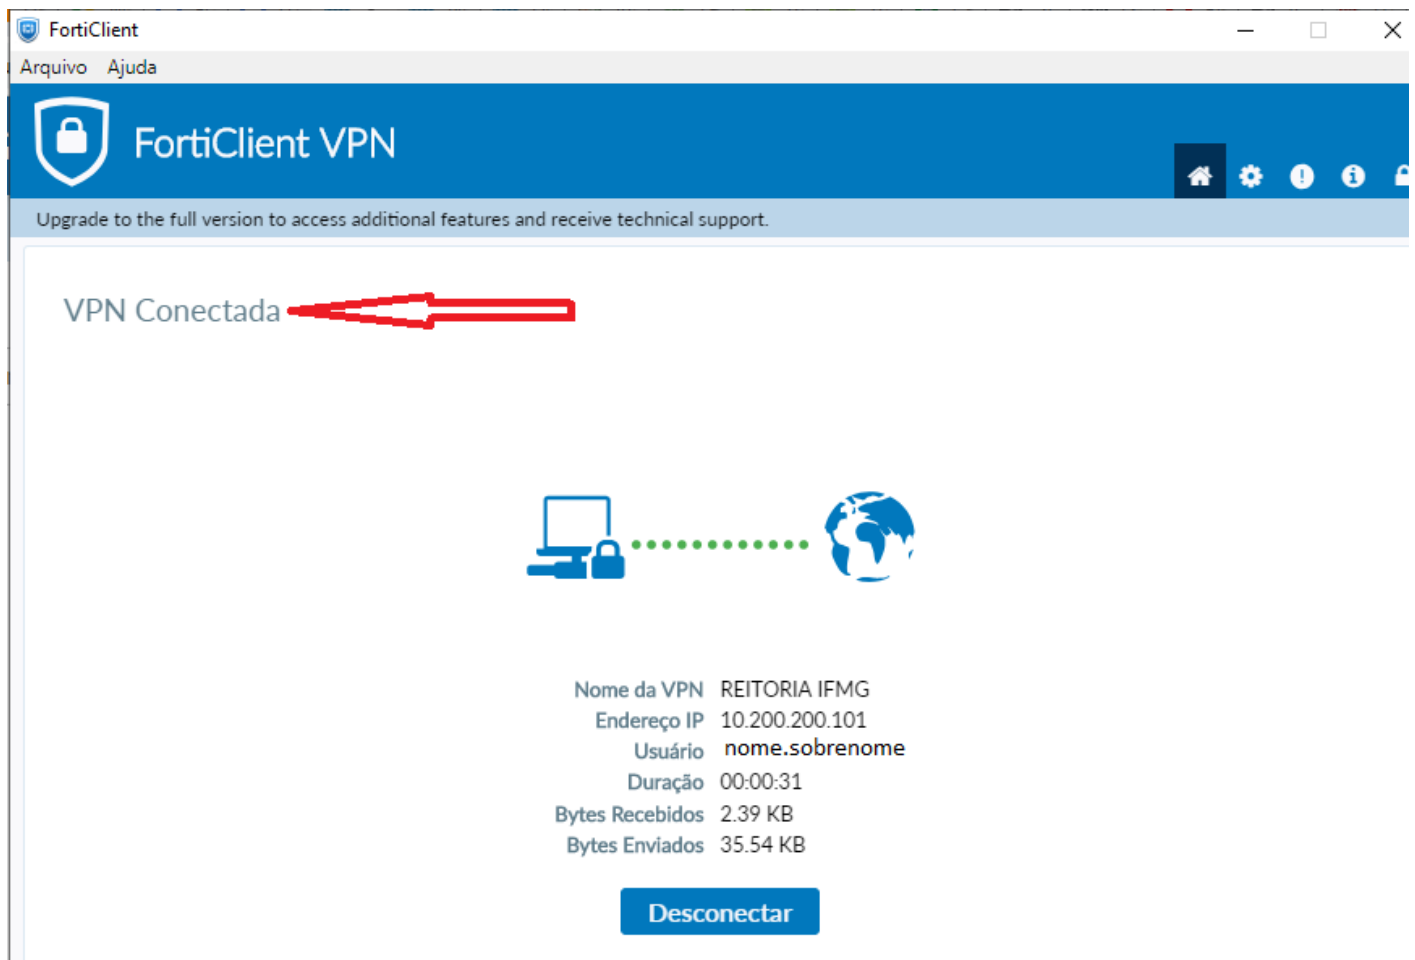 FortiClient
Arquivo Ajuda
FortiClient VPN
Upgrade to the full version to access additional features and receive technical support.
VPN Conectada
Nome da VPN REITORIA IFMG
Endereço IP 10.200.200.101
Usuário nome.sobrenome
Duração 00:00:31
Bytes Recebidos 2.39 KB
Bytes Enviados 35.54 KB
Desconectar